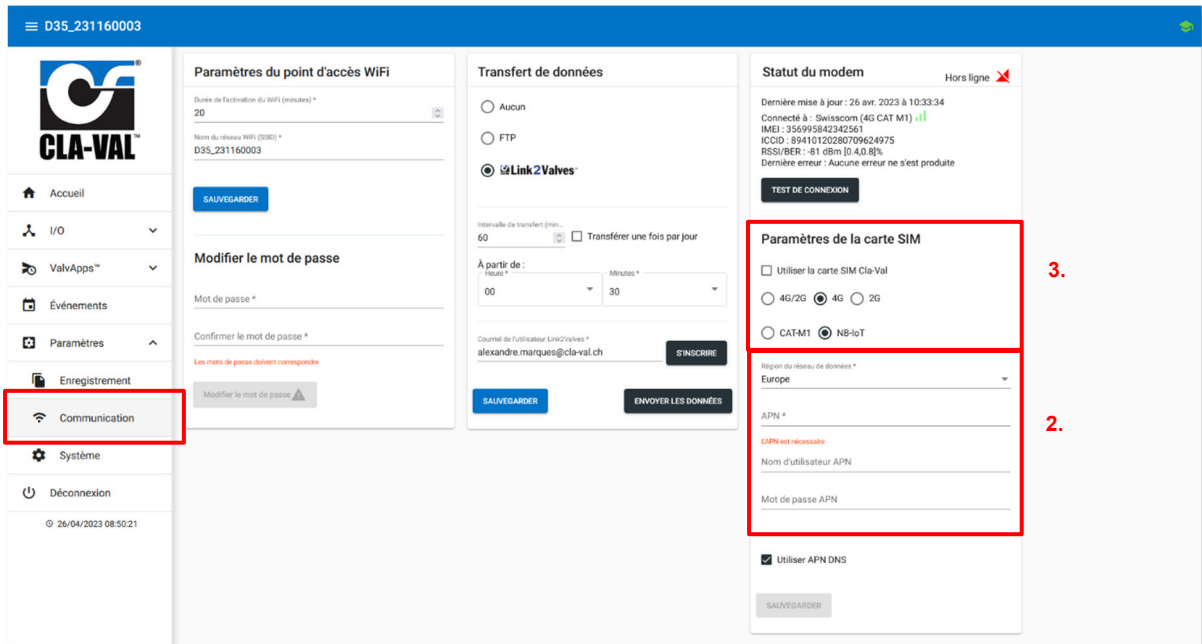 D35_231160003
CLA-VAL™
Accueil
I/O
ValvApps™
Événements
Paramètres
Enregistrement
Communication
Système
Déconnexion
26/04/2023 08:50:21
Paramètres du point d'accès WiFi
Durée de l'activation du WiFi (minutes) *
20
Nom du réseau WiFi (SSID) *
D35_231160003
SAUVEGARDER
Modifier le mot de passe
Mot de passe *
Confirmer le mot de passe *
Les mots de passe doivent correspondre
Modifier le mot de passe
Transfert de données
Aucun
FTP
Link2Valves
Intervalle de transfert (min...
60
Transférer une fois par jour
À partir de :
Heure * Minutes *
00 30
Courriel de l'utilisateur Link2Valves *
alexandre.marques@cla-val.ch
S'INSCRIRE
SAUVEGARDER ENVOYER LES DONNÉES
Statut du modem
Hors ligne
Dernière mise à jour : 26 avr. 2023 à 10:33:34
Connecté à : Swisscom (4G CAT M1)
IMEI : 356995842342561
ICCID : 89410120280709624975
RSSI/BER : -81 dBm [0.4,0.8]%
Dernière erreur : Aucune erreur ne s'est produite
TEST DE CONNEXION
Paramètres de la carte SIM
3.
Utiliser la carte SIM Cla-Val
4G/2G 4G 2G
CAT-M1 NB-IoT
Région du réseau de données *
Europe
APN *
2.
L'APN est nécessaire
Nom d'utilisateur APN
Mot de passe APN
Utiliser APN DNS
SAUVEGARDER